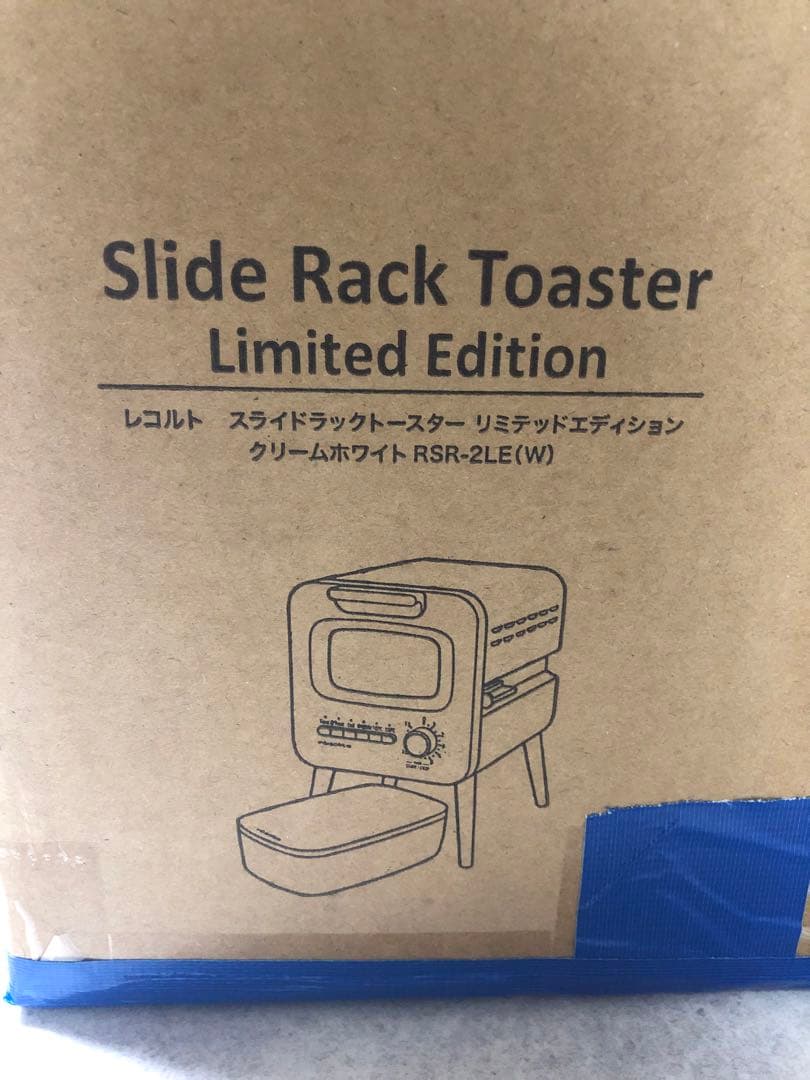 Slide Rack Toaster
Limited Edition
レコルト　スライドラックトースター リミテッドエディション
クリームホワイト RSR-2LE(W)